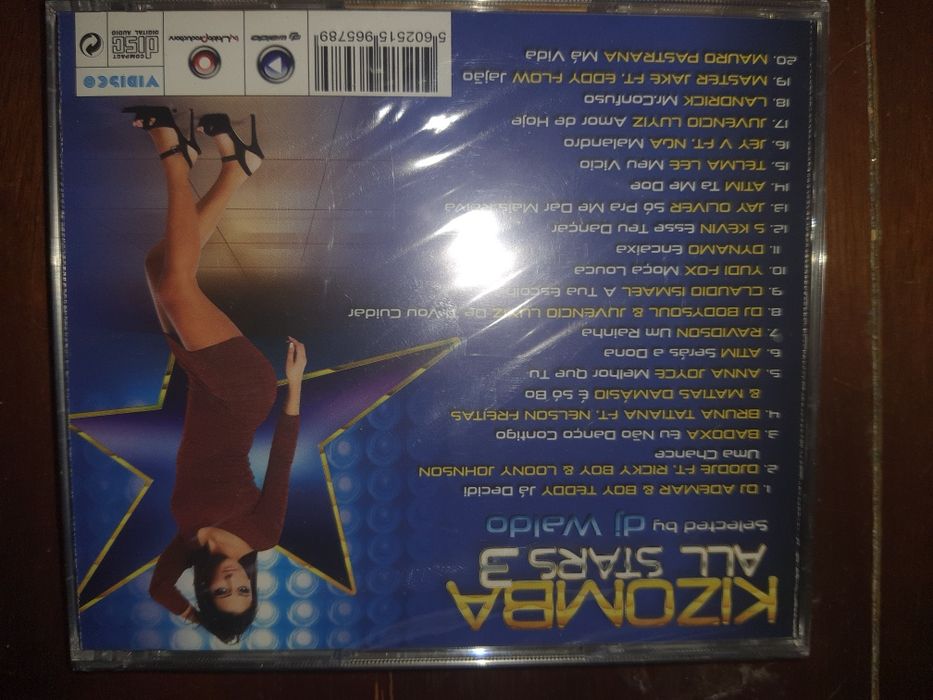 KIZOMBA
ALL STARS 3
Selected by dj Waldo
1. DJ ADEMAR & BOY TEDDY Já Decidi
2. DJODJE FT. RICKY BOY & LOONY JOHNSON
Uma Chance
3. BADOXA Eu Não Danço Contigo
4. BRUNA TATIANA FT. NELSON FREITAS
& MATIAS DAMÁSIO É só Bo
5. ANNA JOYCE Melhor Que Tu
6. ATIM Serás a Dona
7. RAVIDSON Um Rainha
8. DJ BODYSOUL & JUVENCIO LUYIZ De Ti Vou Cuidar
9. CLAUDIO ISMAEL A Tua
10. YUDI FOX Moça Louca
11. DYNAMO Encaixa
12. S KEVIN Esse Teu Dançar
13. JAY OLIVER Só Pra Me Dar Mais
14. ATIM Ta Me Doe
15. TELMA LEE Meu Vicio
16. JEY V FT. NGA Malandro
17. JUVENCIO LUYIZ Amor de Hoje
18. LANDRICK Mr.Confuso
19. MASTER JAKE FT. EDDY FLOW Jajão
20. MAURO PASTRANA Má Vida
5 602515 965789
dj waldo
COMPACT
disc
DIGITAL AUDIO
VIDISCO